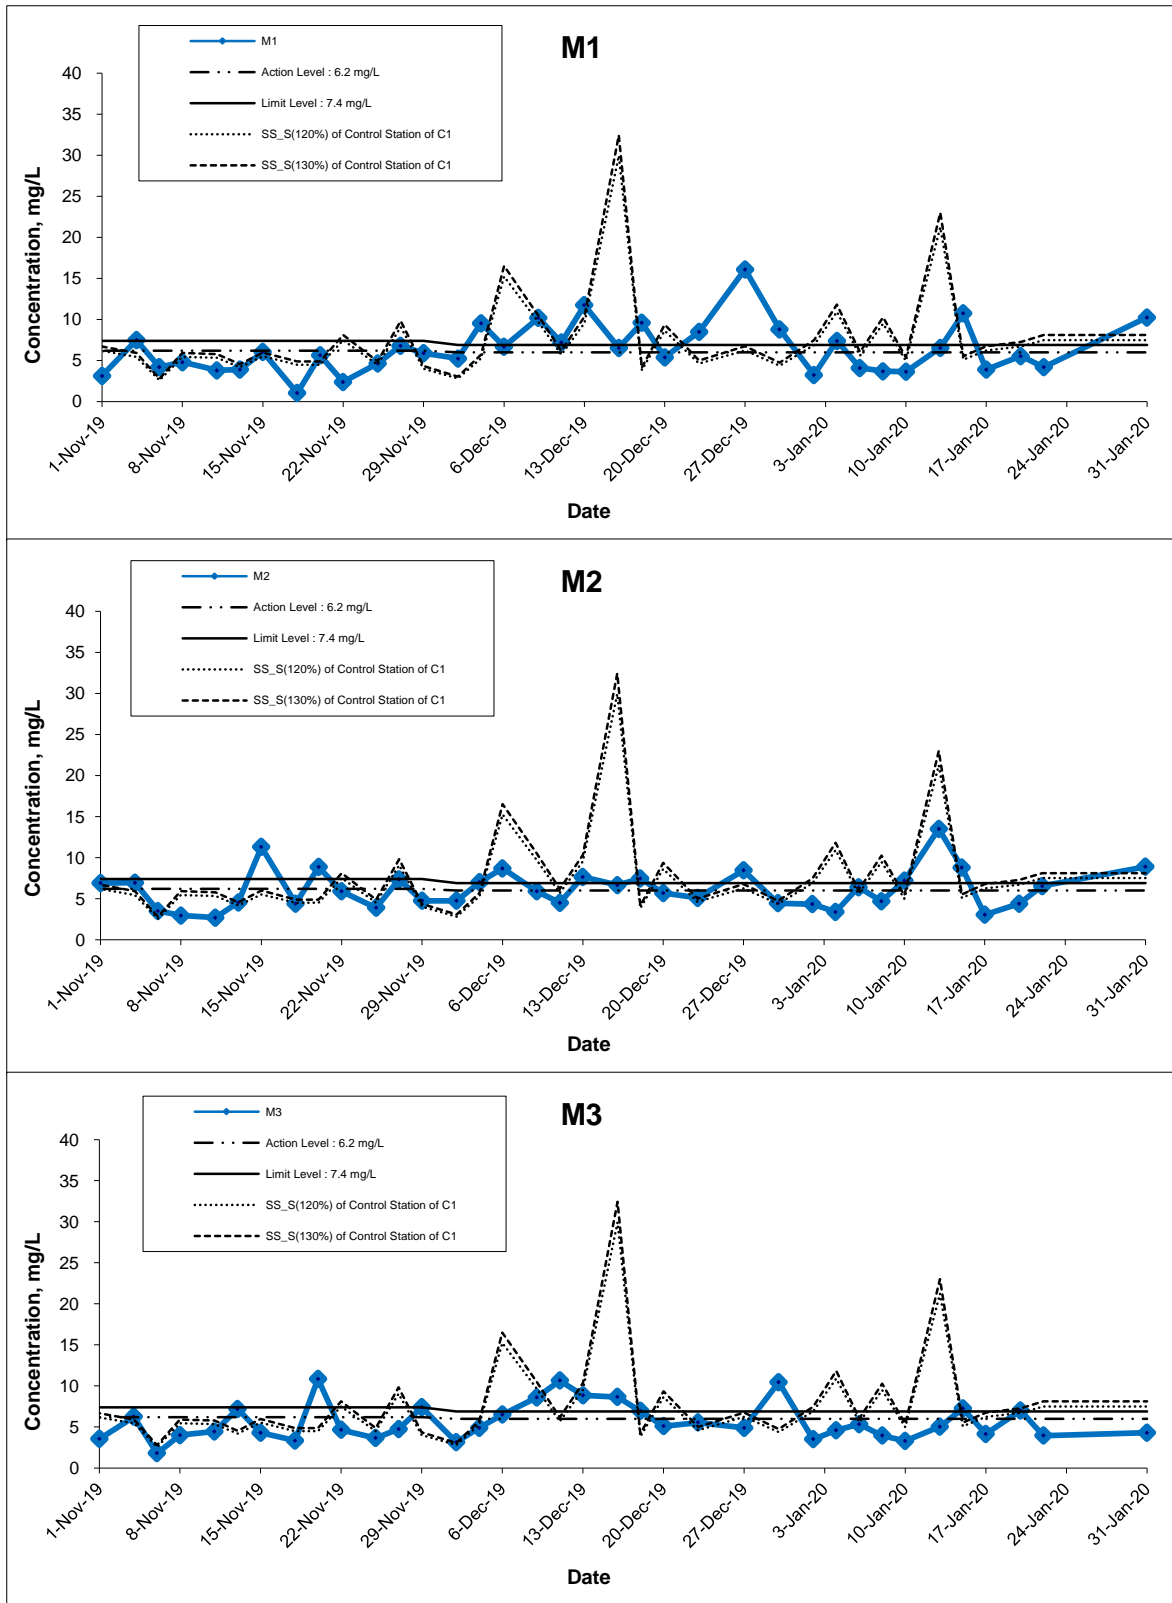 M1
M1
Action Level : 6.2 mg/L
Limit Level : 7.4 mg/L
SS_S(120%) of Control Station of C1
SS_S(130%) of Control Station of C1
Concentration, mg/L
40
35
30
25
20
15
10
5
0
1-Nov-19
8-Nov-19
15-Nov-19
22-Nov-19
29-Nov-19
6-Dec-19
13-Dec-19
20-Dec-19
27-Dec-19
3-Jan-20
10-Jan-20
17-Jan-20
24-Jan-20
31-Jan-20
Date
M2
M2
Action Level : 6.2 mg/L
Limit Level : 7.4 mg/L
SS_S(120%) of Control Station of C1
SS_S(130%) of Control Station of C1
Concentration, mg/L
40
35
30
25
20
15
10
5
0
1-Nov-19
8-Nov-19
15-Nov-19
22-Nov-19
29-Nov-19
6-Dec-19
13-Dec-19
20-Dec-19
27-Dec-19
3-Jan-20
10-Jan-20
17-Jan-20
24-Jan-20
31-Jan-20
Date
M3
M3
Action Level : 6.2 mg/L
Limit Level : 7.4 mg/L
SS_S(120%) of Control Station of C1
SS_S(130%) of Control Station of C1
Concentration, mg/L
40
35
30
25
20
15
10
5
0
1-Nov-19
8-Nov-19
15-Nov-19
22-Nov-19
29-Nov-19
6-Dec-19
13-Dec-19
20-Dec-19
27-Dec-19
3-Jan-20
10-Jan-20
17-Jan-20
24-Jan-20
31-Jan-20
Date